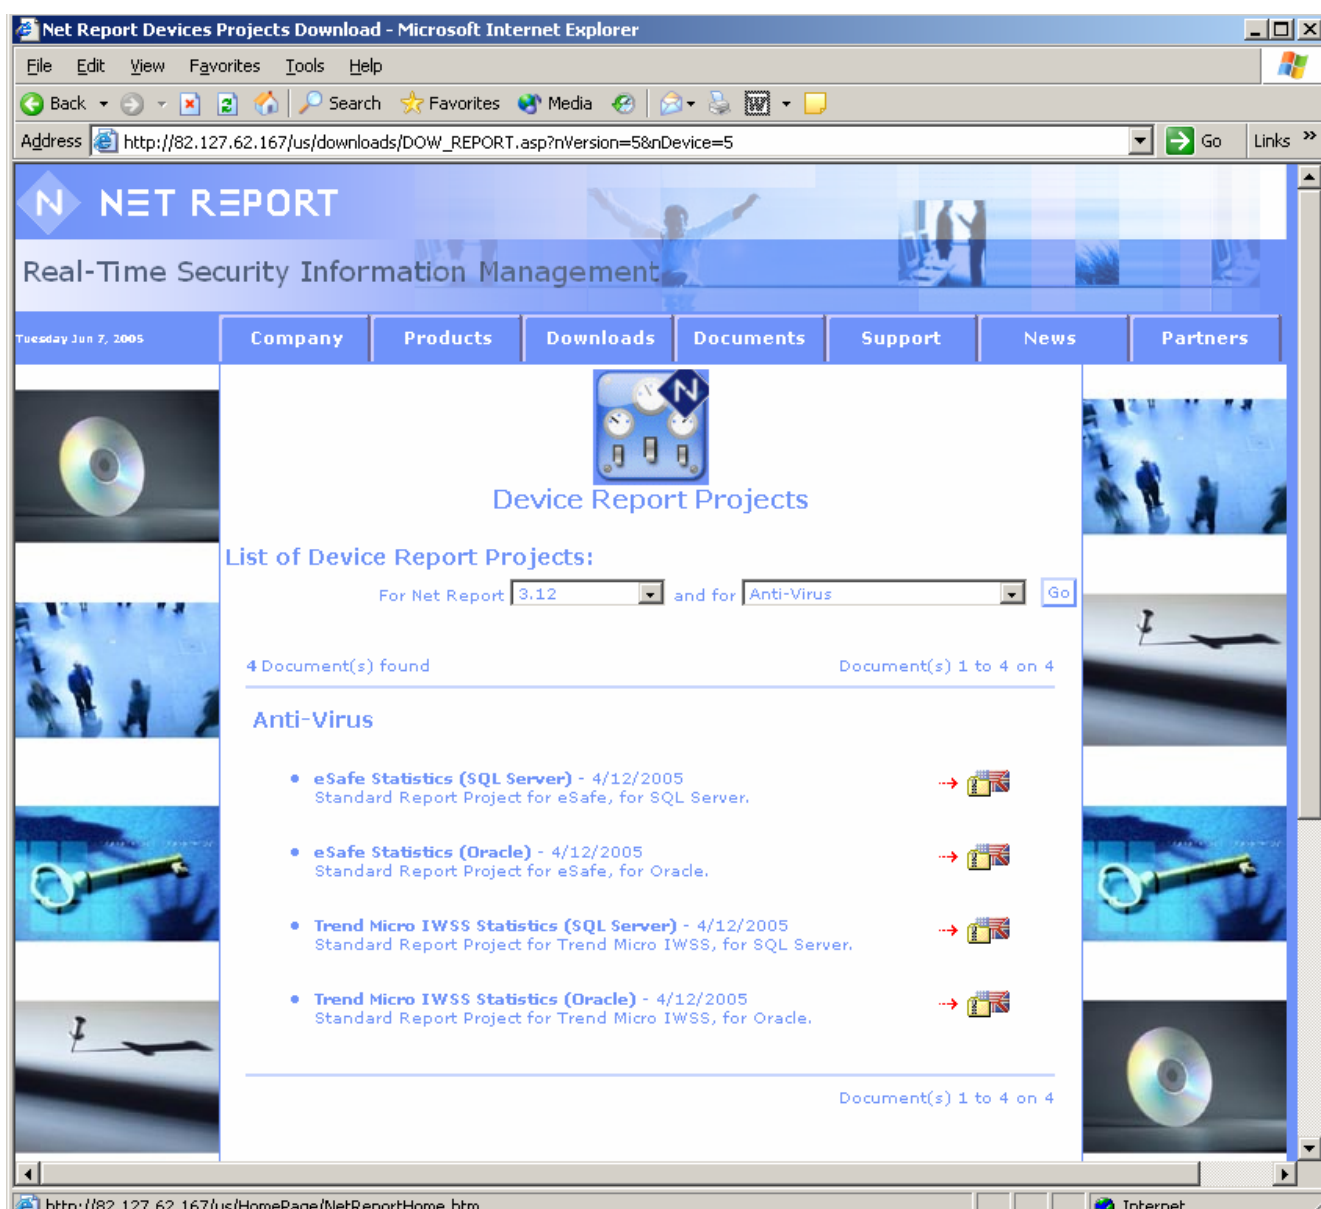 Net Report Devices Projects Download - Microsoft Internet Explorer
File Edit View Favorites Tools Help
Back Search Favorites Media
Address http://82.127.62.167/us/downloads/DOW_REPORT.asp?nVersion=5&nDevice=5 Go Links »
N NET REPORT
Real-Time Security Information Management
Tuesday Jun 7, 2005 Company Products Downloads Documents Support News Partners
N
Device Report Projects
List of Device Report Projects:
For Net Report 3.12 and for Anti-Virus Go
4 Document(s) found Document(s) 1 to 4 on 4
Anti-Virus
• eSafe Statistics (SQL Server) - 4/12/2005
Standard Report Project for eSafe, for SQL Server.
• eSafe Statistics (Oracle) - 4/12/2005
Standard Report Project for eSafe, for Oracle.
• Trend Micro IWSS Statistics (SQL Server) - 4/12/2005
Standard Report Project for Trend Micro IWSS, for SQL Server.
• Trend Micro IWSS Statistics (Oracle) - 4/12/2005
Standard Report Project for Trend Micro IWSS, for Oracle.
Document(s) 1 to 4 on 4
http://82.127.62.167/us/HomePage/NetReportHome.htm Internet